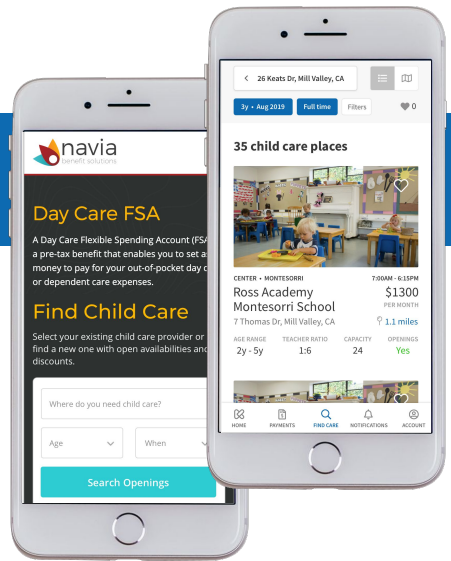 navia
benefit solutions
Day Care FSA
A Day Care Flexible Spending Account (FSA
a pre-tax benefit that enables you to set as
money to pay for your out-of-pocket day c
or dependent care expenses.
Find Child Care
Select your existing child care provider or
find a new one with open availabilities and
discounts.
Where do you need child care?
Age
When
Search Openings
26 Keats Dr, Mill Valley, CA
3y • Aug 2019 Full time Filters 0
35 child care places
CENTER • MONTESSORI 7:00AM - 6:15PM
Ross Academy $1300
Montesorri School PER MONTH
7 Thomas Dr, Mill Valley, CA 1.1 miles
AGE RANGE TEACHER RATIO CAPACITY OPENINGS
2y - 5y 1:6 24 Yes
HOME PAYMENTS FIND CARE NOTIFICATIONS ACCOUNT